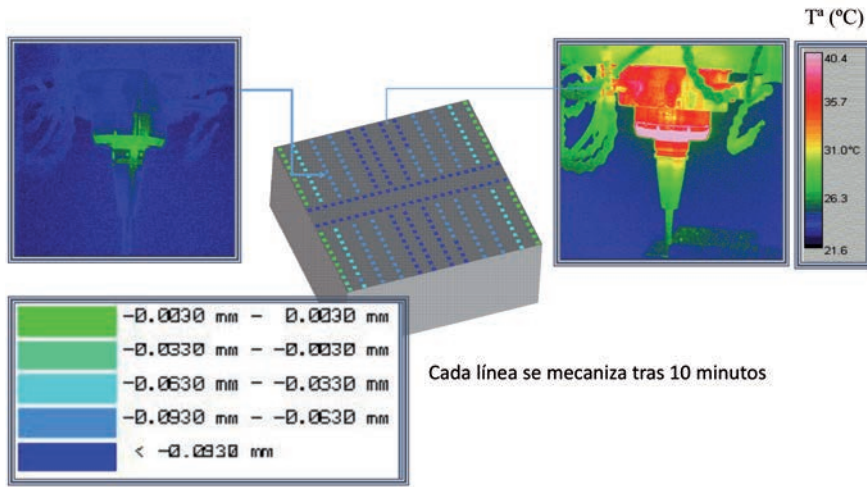 Tª (ºC)
40.4
35.7
31.0°C
26.3
21.6
-0.0030 mm - 0.0030 mm
-0.0330 mm - -0.0030 mm
-0.0630 mm - -0.0330 mm
-0.0930 mm - -0.0630 mm
< -0.0930 mm
Cada línea se mecaniza tras 10 minutos